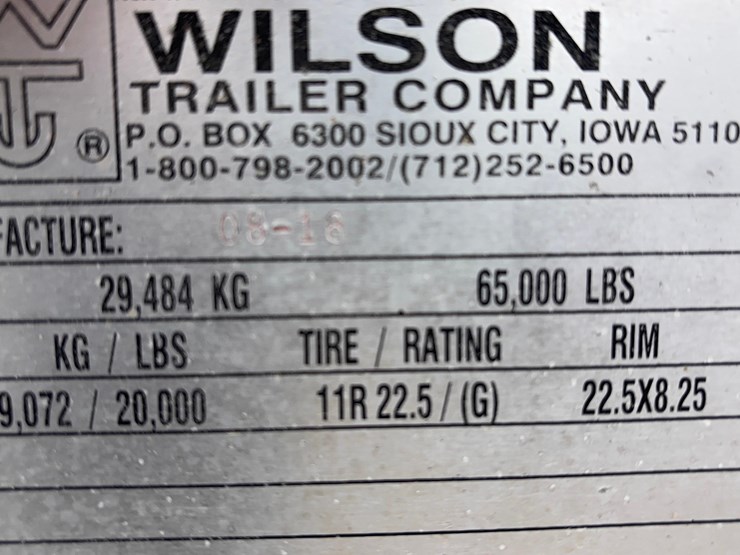 WILSON
TRAILER COMPANY
® P.O. BOX 6300 SIOUX CITY, IOWA 5110
1-800-798-2002/(712)252-6500
FACTURE: 08-18
29,484 KG 65,000 LBS
KG / LBS TIRE / RATING RIM
9,072 / 20,000 11R 22.5 / (G) 22.5X8.25